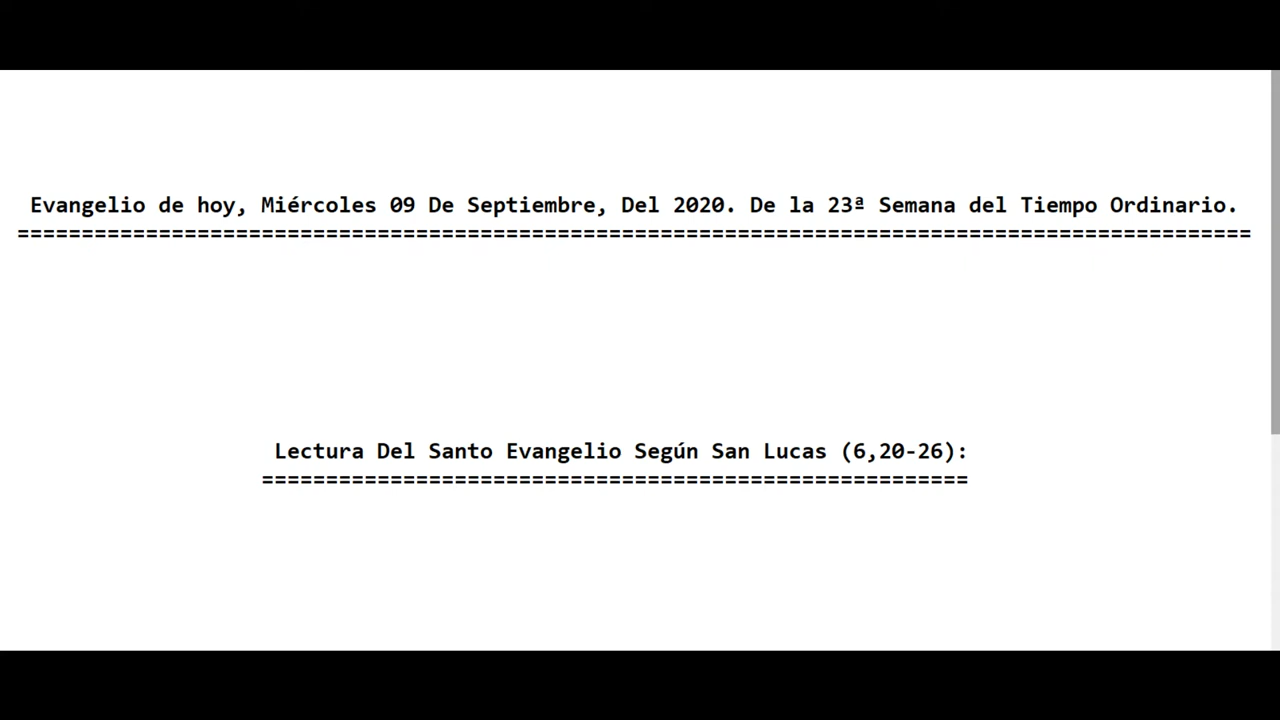 Evangelio de hoy, Miércoles 09 De Septiembre, Del 2020. De la 23ª Semana del Tiempo Ordinario.
================================================================================================
Lectura Del Santo Evangelio Según San Lucas (6,20-26):
=======================================================